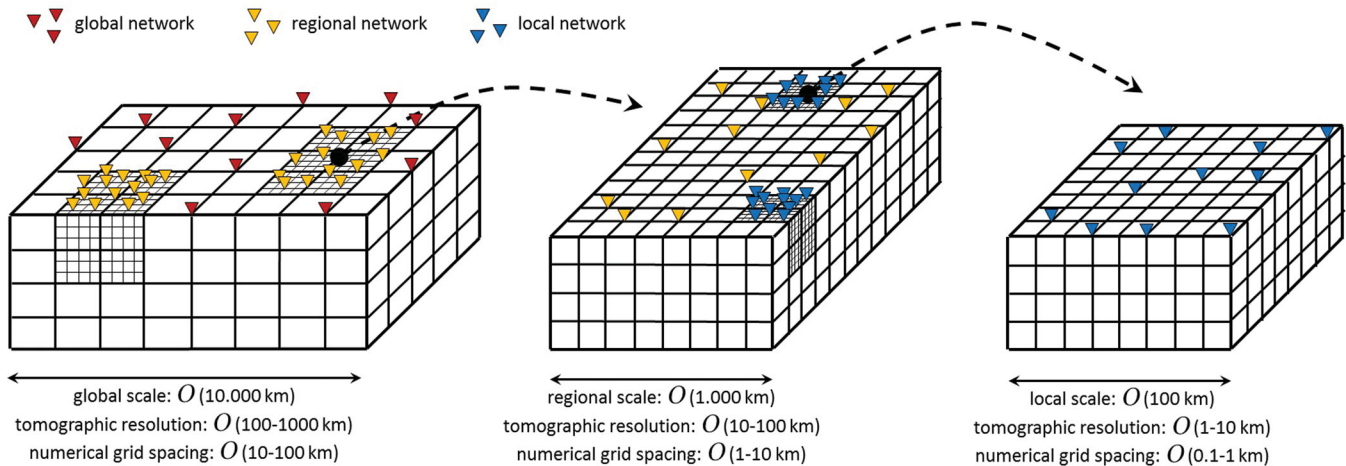 global network
regional network
local network
global scale: O (10.000 km)
tomographic resolution: O (100-1000 km)
numerical grid spacing: O (10-100 km)
regional scale: O (1.000 km)
tomographic resolution: O (10-100 km)
numerical grid spacing: O (1-10 km)
local scale: O (100 km)
tomographic resolution: O (1-10 km)
numerical grid spacing: O (0.1-1 km)